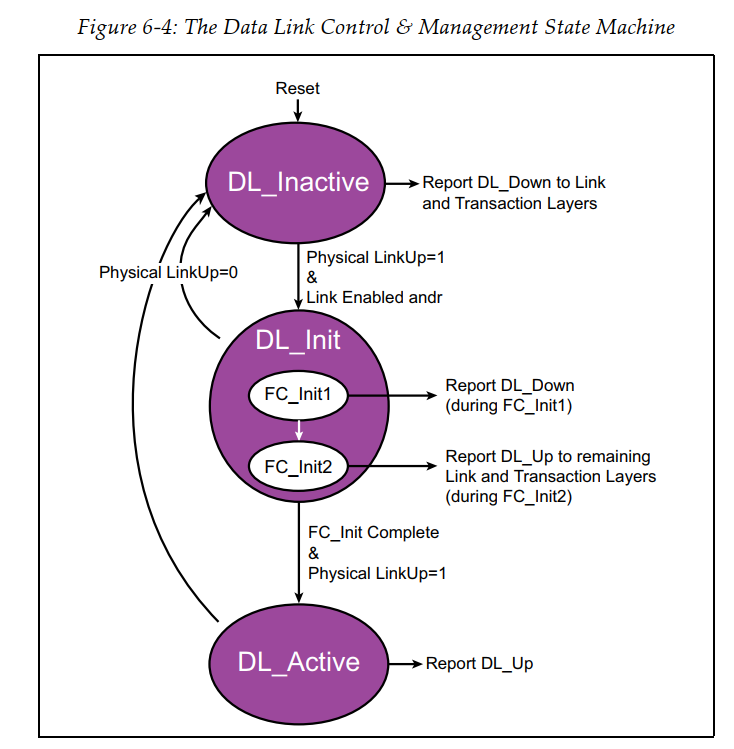 Figure 6-4: The Data Link Control & Management State Machine
Reset
DL_Inactive
Report DL_Down to Link
and Transaction Layers
Physical LinkUp=1
&
Link Enabled andr
Physical LinkUp=0
DL_Init
FC_Init1
Report DL_Down
(during FC_Init1)
FC_Init2
Report DL_Up to remaining
Link and Transaction Layers
(during FC_Init2)
FC_Init Complete
&
Physical LinkUp=1
DL_Active
Report DL_Up